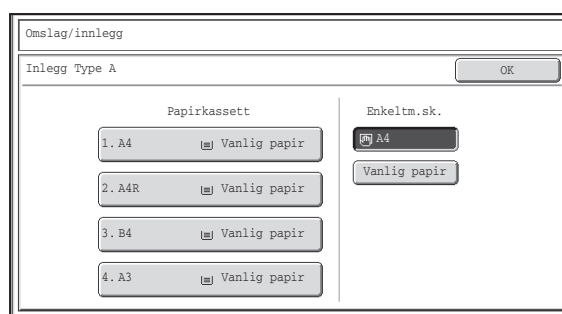 Omslag/innlegg
Inlegg Type A
OK
Papirkassett
1. A4 Vanlig papir
2. A4R Vanlig papir
3. B4 Vanlig papir
4. A3 Vanlig papir
Enkeltm.sk.
A4
Vanlig papir